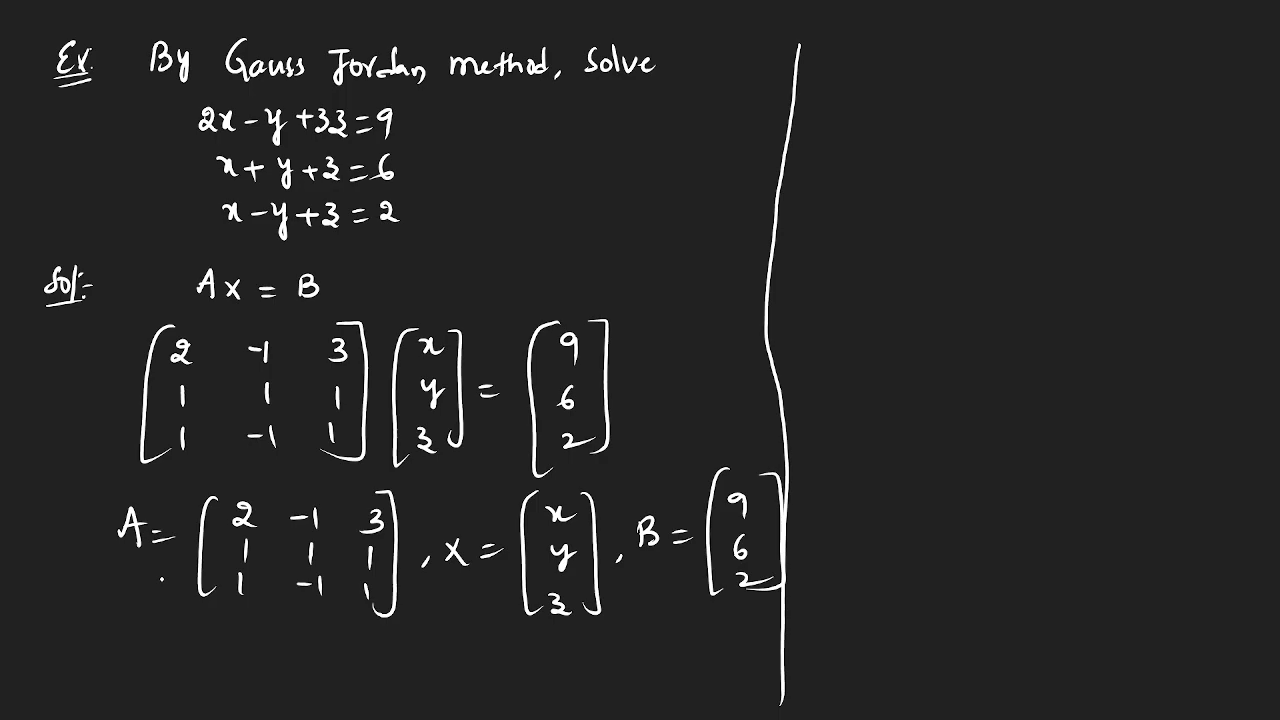 Ex: By Gauss Jordan method, solve
2x - y + 3z = 9
x + y + z = 6
x - y + z = 2
Sol:- AX = B
[2 -1 3] [x] = [9]
[1 1 1] [y] [6]
[1 -1 1] [z] [2]
A = [2 -1 3], X = [x], B = [9]
[1 1 1] [y] [6]
[1 -1 1] [z] [2]